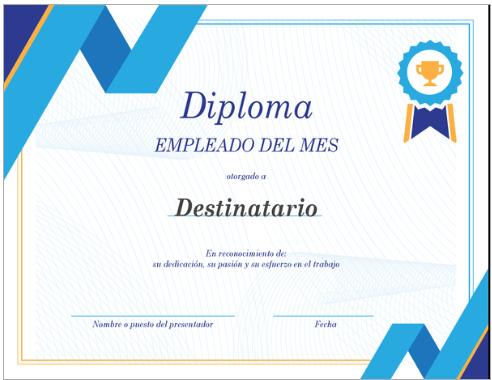 Diploma
EMPLEADO DEL MES
otorgado a
Destinatario
En reconocimiento de:
su dedicación, su pasión y su esfuerzo en el trabajo
Nombre o puesto del presentador
Fecha